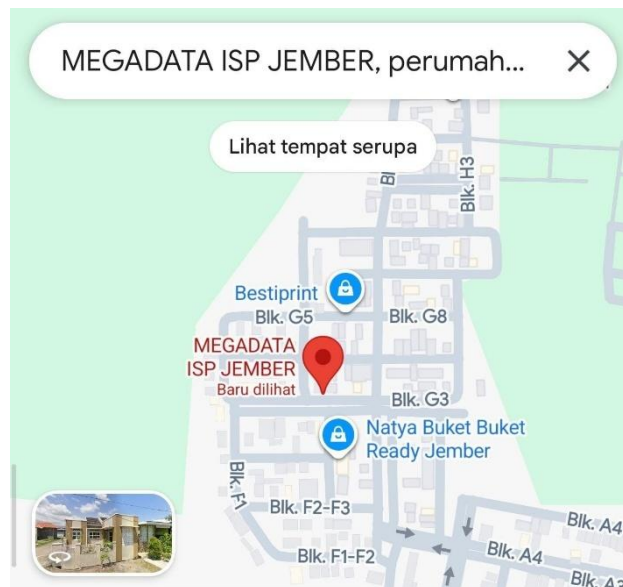 MEGADATA ISP JEMBER, perumah...
Lihat tempat serupa
Blk. H3
Bestiprint
Blk. G5
Blk. G8
MEGADATA
ISP JEMBER
Baru dilihat
Blk. G3
Natya Buket Buket
Ready Jember
Blk. F1
Blk. F2-F3
Blk. F1-F2
Blk. A4
Blk. A4